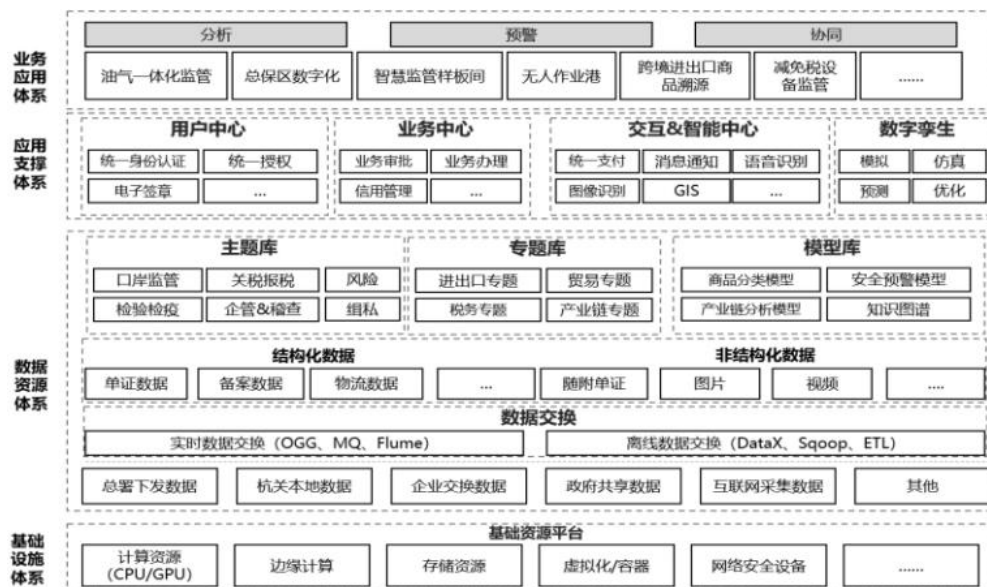 业务应用体系
分析 预警 协同
油气一体化监管 总保区数字化 智慧监管样板间 无人作业港 跨境进出口商品溯源 减免税设备监管 ......
应用支撑体系
用户中心 业务中心 交互&智能中心 数字孪生
统一身份认证 统一授权 业务审批 业务办理 统一支付 消息通知 语音识别 模拟 仿真
电子签章 ... 信用管理 ... 图像识别 GIS ... 预测 优化
数据资源体系
主题库 专题库 模型库
口岸监管 关税报税 风险 进出口专题 贸易专题 商品分类模型 安全预警模型
检验检疫 企管&稽查 缉私 税务专题 产业链专题 产业链分析模型 知识图谱
结构化数据 非结构化数据
单证数据 备案数据 物流数据 ... 随附单证 图片 视频 ....
数据交换
实时数据交换（OGG、MQ、Flume） 离线数据交换（DataX、Sqoop、ETL）
总署下发数据 杭关本地数据 企业交换数据 政府共享数据 互联网采集数据 其他
基础设施体系
基础资源平台
计算资源（CPU/GPU） 边缘计算 存储资源 虚拟化/容器 网络安全设备 ......